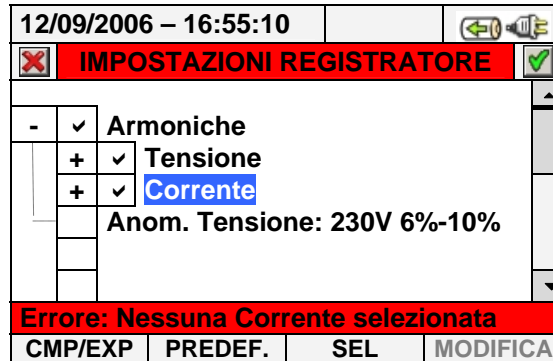 12/09/2006 – 16:55:10
IMPOSTAZIONI REGISTRATORE
- Armoniche
+ Tensione
+ Corrente
Anom. Tensione: 230V 6%-10%
Errore: Nessuna Corrente selezionata
CMP/EXP PREDEF. SEL MODIFICA